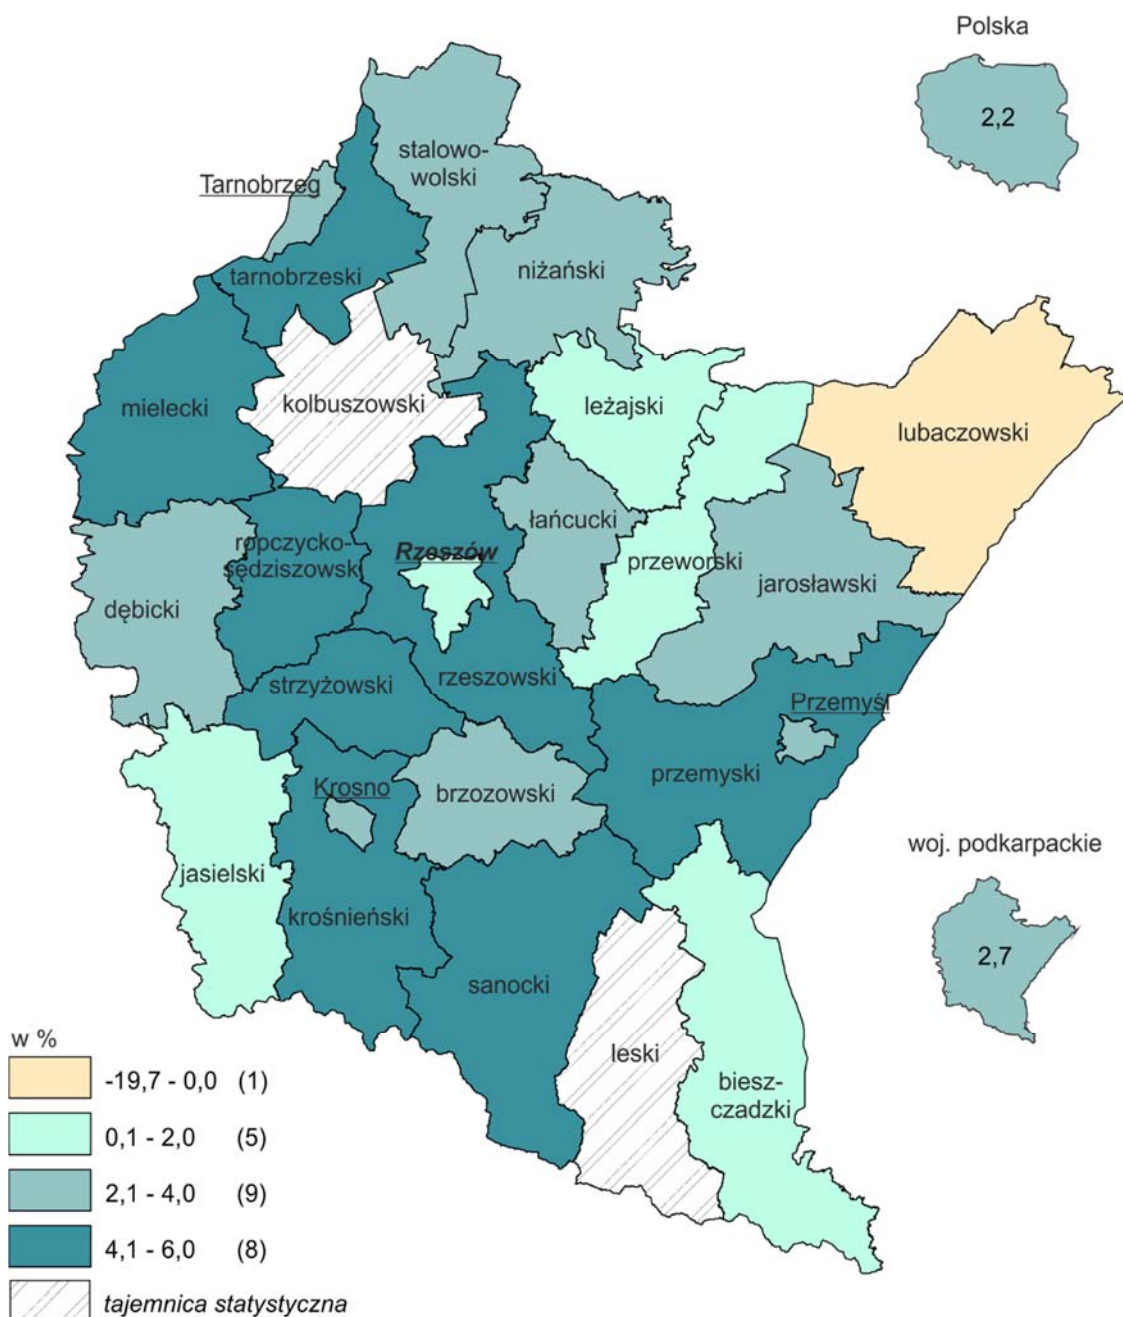 Polska
2,2
stalowo-
wolski
Tarnobrzeg
niżański
tarnobrzeski
mielecki
kolbuszowski
leżajski
lubaczowski
łańcucki
ropczycko-
sędziszowsk
Rzeszów
przeworski
jarosławski
dębicki
strzyżowski
rzeszowski
Przemyśl
przemyski
Krosno
brzozowski
woj. podkarpackie
2,7
jasielski
krośnieński
sanocki
leski
biesz-
czadzki
w %
-19,7 - 0,0 (1)
0,1 - 2,0 (5)
2,1 - 4,0 (9)
4,1 - 6,0 (8)
tajemnica statystyczna